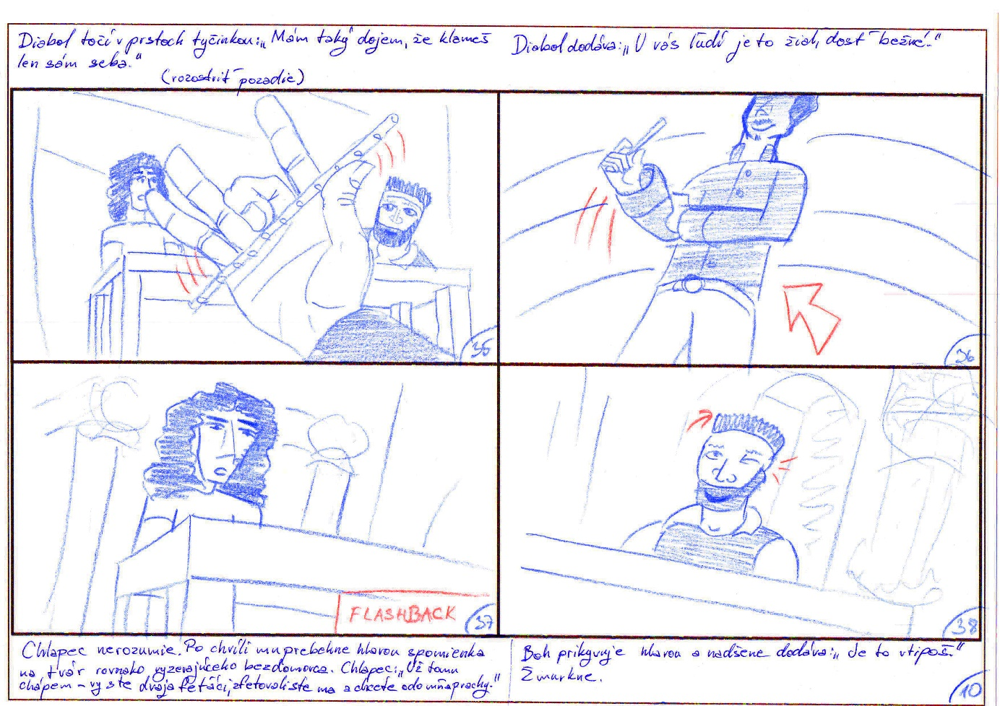 Diabol točí v prstoch tyčinkou: „Mám taký dojem, že klameš
len sám seba."
(rozostriť pozadie)
Diabol dodáva: „U vás ľudí je to žiaľ, dosť bežné."
35
36
FLASHBACK
37
38
Chlapec nerozumie. Po chvíli mu prebehne hlavou spomienka
na tvár rovnako vyzerajúceho bezdomovca. Chlapec: „Už tomu
chápem – vy ste dvaja feťáci, zfetovali ste ma a chcete odo mňa prachy."
Boh prikyvuje hlavou a nadšene dodáva: „Je to vtipoš."
Žmurkne.
10